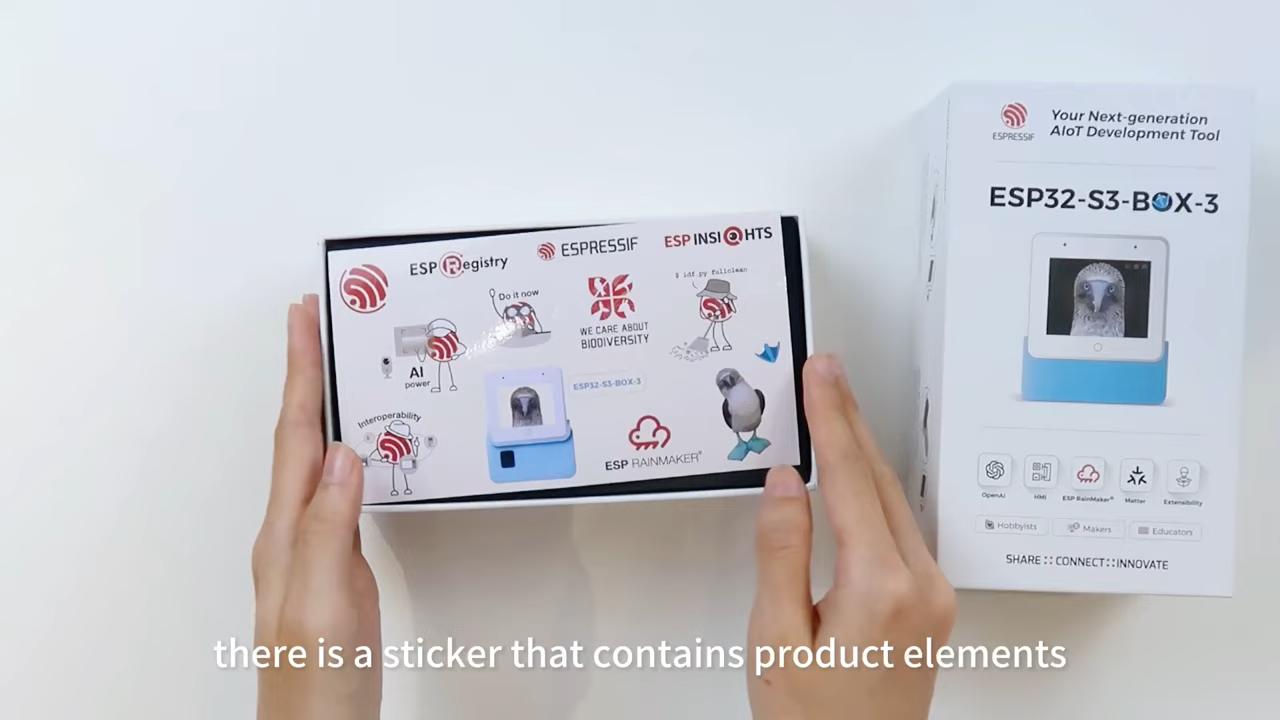 ESP Registry
ESPRESSIF
ESP INSIGHTS
$ idf.py fullclean
Do it now
WE CARE ABOUT
BIODIVERSITY
AI
power
ESP32-S3-BOX-3
Interoperability
ESP RAINMAKER®
ESPRESSIF
Your Next-generation
AIoT Development Tool
ESP32-S3-BOX-3
OpenAI
HMI
ESP RainMaker®
Matter
Extensibility
Hobbyists
Makers
Educators
SHARE::CONNECT::INNOVATE
there is a sticker that contains product elements